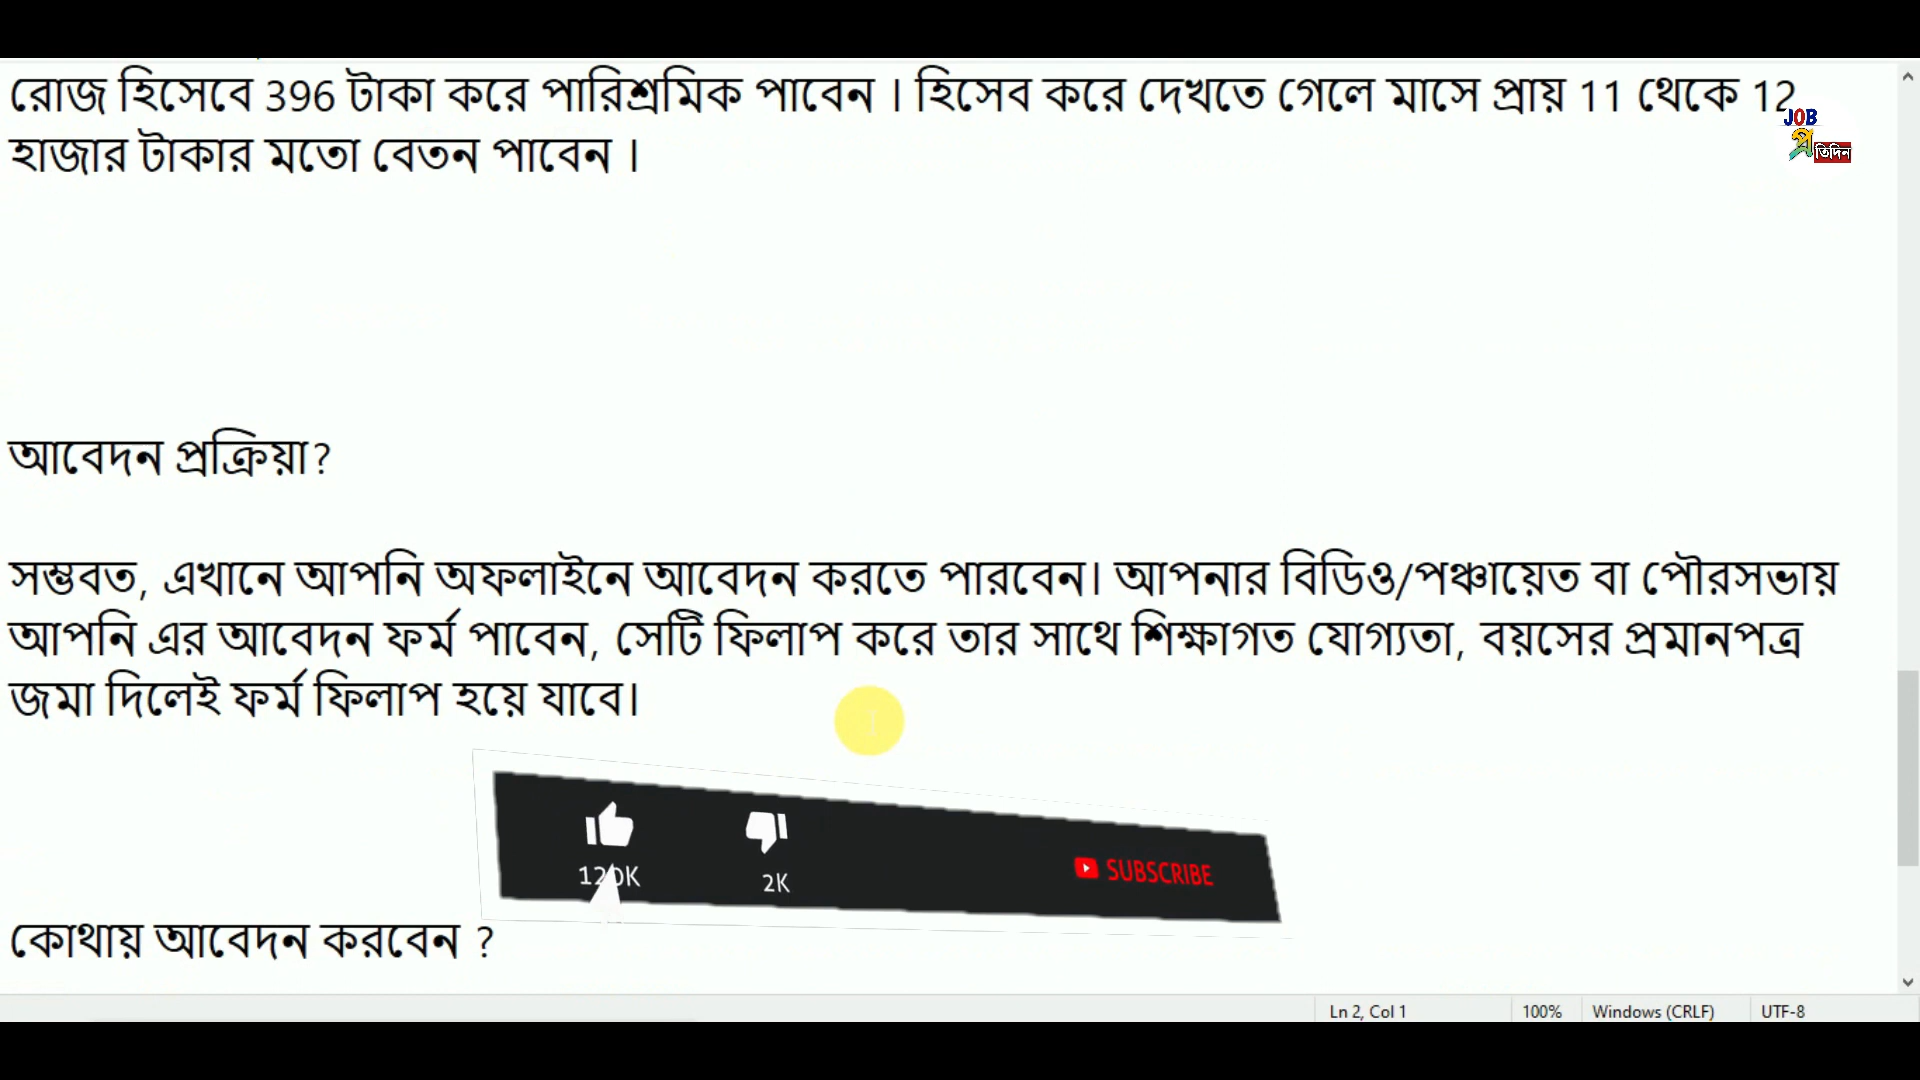 রোজ হিসেবে 396 টাকা করে পারিশ্রমিক পাবেন । হিসেব করে দেখতে গেলে মাসে প্রায় 11 থেকে 12
হাজার টাকার মতো বেতন পাবেন ।
JOB
প্রতিদিন
আবেদন প্রক্রিয়া?
সম্ভবত, এখানে আপনি অফলাইনে আবেদন করতে পারবেন। আপনার বিডিও/পঞ্চায়েত বা পৌরসভায়
আপনি এর আবেদন ফর্ম পাবেন, সেটি ফিলাপ করে তার সাথে শিক্ষাগত যোগ্যতা, বয়সের প্রমানপত্র
জমা দিলেই ফর্ম ফিলাপ হয়ে যাবে।
120K 2K SUBSCRIBE
কোথায় আবেদন করবেন ?
Ln 2, Col 1 100% Windows (CRLF) UTF-8